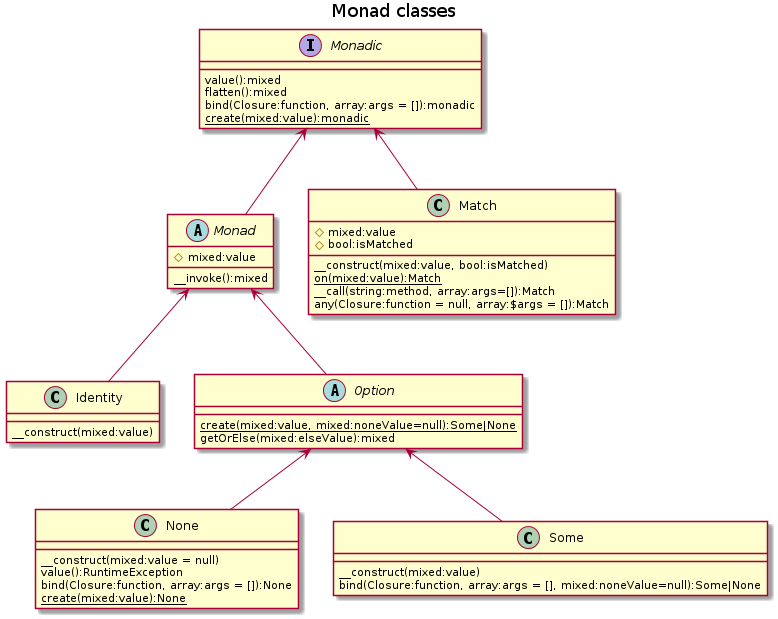 Monad classes
I Monadic
value():mixed
flatten():mixed
bind(Closure:function, array:args = []):monadic
create(mixed:value):monadic
A Monad
mixed:value
__invoke():mixed
C Match
mixed:value
bool:isMatched
__construct(mixed:value, bool:isMatched)
on(mixed:value):Match
__call(string:method, array:args=[]):Match
any(Closure:function = null, array:$args = []):Match
C Identity
__construct(mixed:value)
A Option
create(mixed:value, mixed:noneValue=null):Some|None
getOrElse(mixed:elseValue):mixed
C None
__construct(mixed:value = null)
value():RuntimeException
bind(Closure:function, array:args = []):None
create(mixed:value):None
C Some
__construct(mixed:value)
bind(Closure:function, array:args = [], mixed:noneValue=null):Some|None